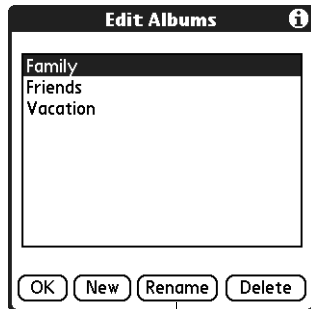 Edit Albums i
Family
Friends
Vacation
OK New Rename Delete